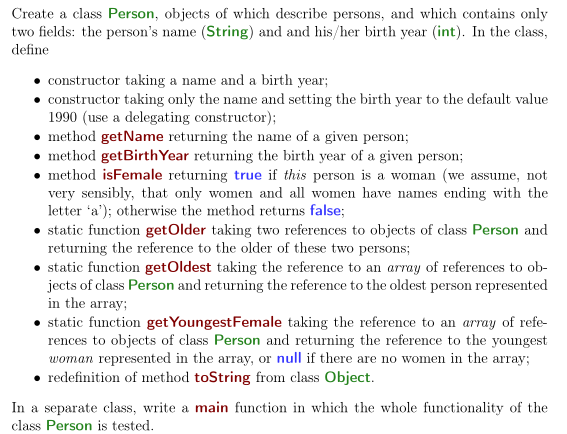 Create a class Person, objects of which describe persons, and which contains only
two fields: the person's name (String) and and his/her birth year (int). In the class,
define
• constructor taking a name and a birth year;
• constructor taking only the name and setting the birth year to the default value
1990 (use a delegating constructor);
• method getName returning the name of a given person;
• method getBirthYear returning the birth year of a given person;
• method isFemale returning true if this person is a woman (we assume, not
very sensibly, that only women and all women have names ending with the
letter ‘a’); otherwise the method returns false;
• static function getOlder taking two references to objects of class Person and
returning the reference to the older of these two persons;
• static function getOldest taking the reference to an array of references to ob-
jects of class Person and returning the reference to the oldest person represented
in the array;
• static function getYoungestFemale taking the reference to an array of refe-
rences to objects of class Person and returning the reference to the youngest
woman represented in the array, or null if there are no women in the array;
• redefinition of method toString from class Object.
In a separate class, write a main function in which the whole functionality of the
class Person is tested.